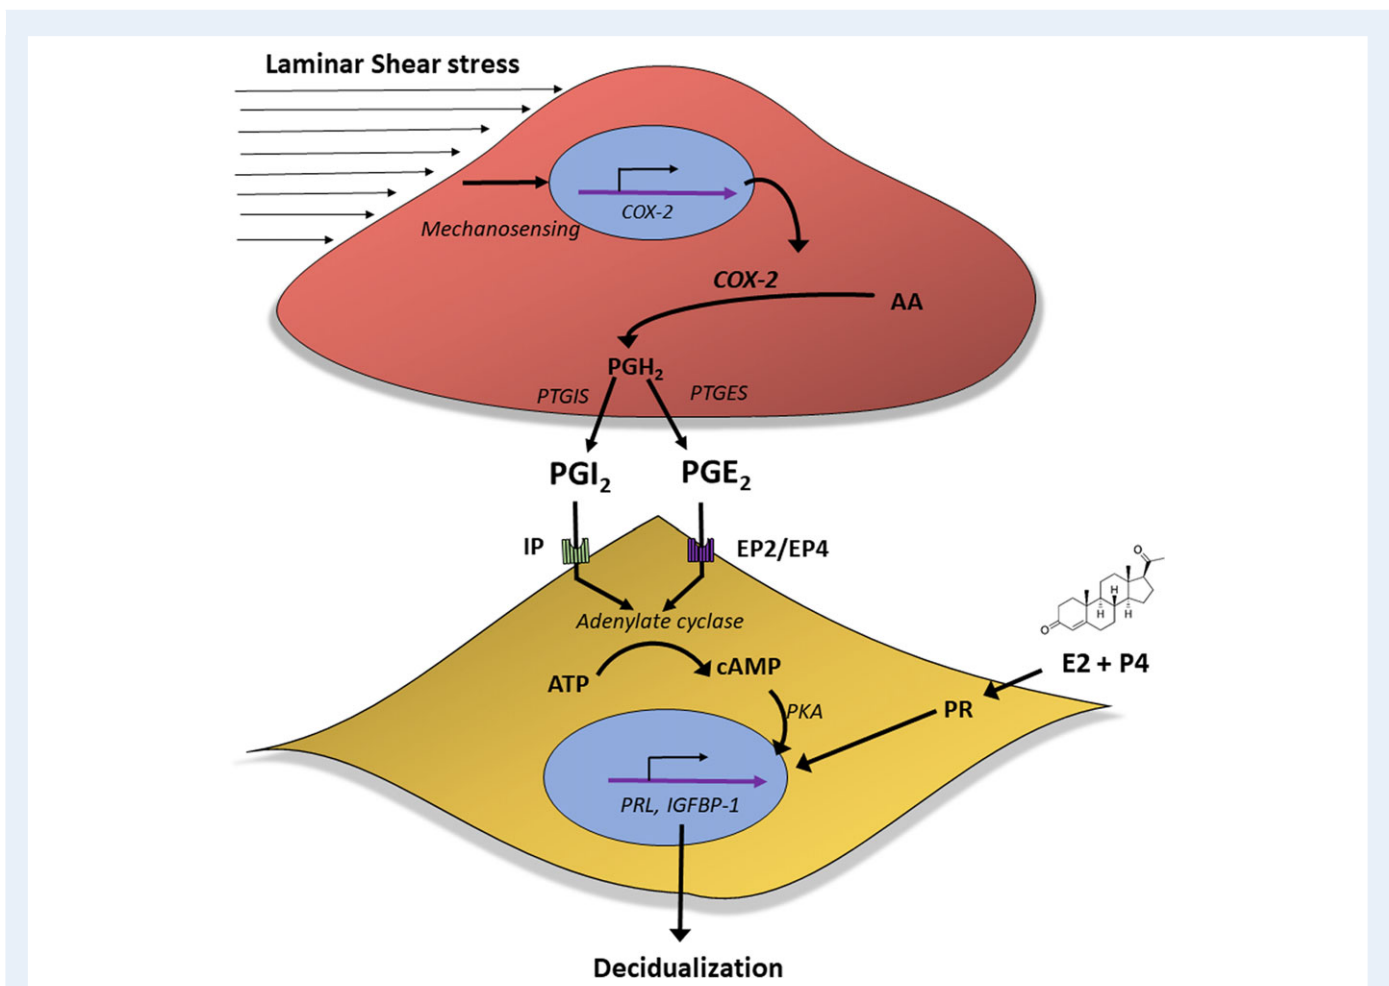 Laminar Shear stress
COX-2
Mechanosensing
COX-2
AA
PGH2
PTGIS
PTGES
PGI2
PGE2
IP
EP2/EP4
O
H
H
H
O
Adenylate cyclase
ATP
cAMP
E2 + P4
PKA
PR
PRL, IGFBP-1
Decidualization